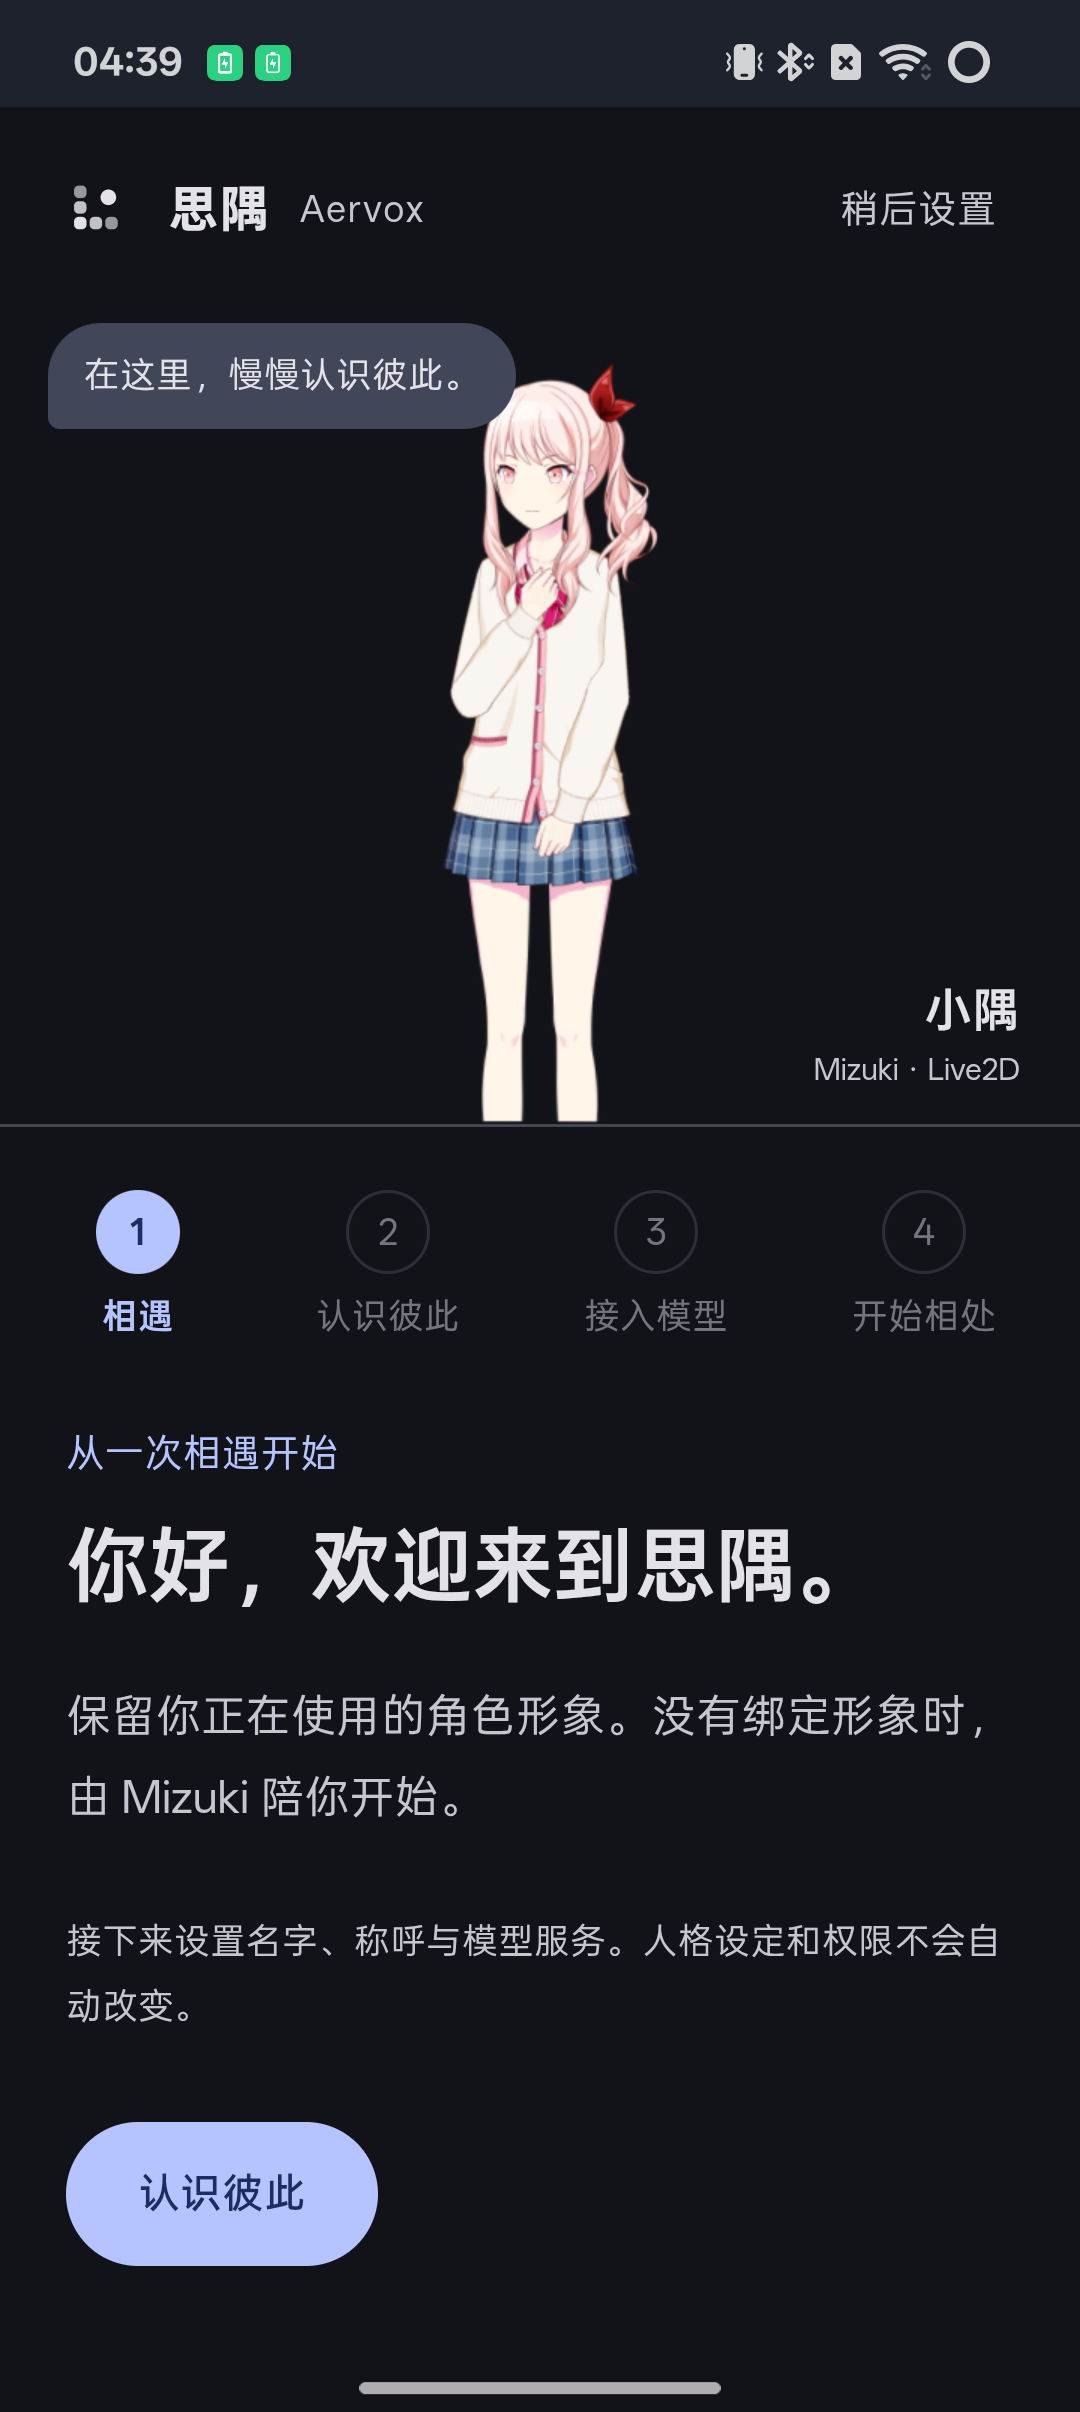 04:39
思隅 Aervox
稍后设置
在这里，慢慢认识彼此。
小隅
Mizuki · Live2D
1 2 3 4
相遇 认识彼此 接入模型 开始相处
从一次相遇开始
你好，欢迎来到思隅。
保留你正在使用的角色形象。没有绑定形象时，
由 Mizuki 陪你开始。
接下来设置名字、称呼与模型服务。人格设定和权限不会自
动改变。
认识彼此